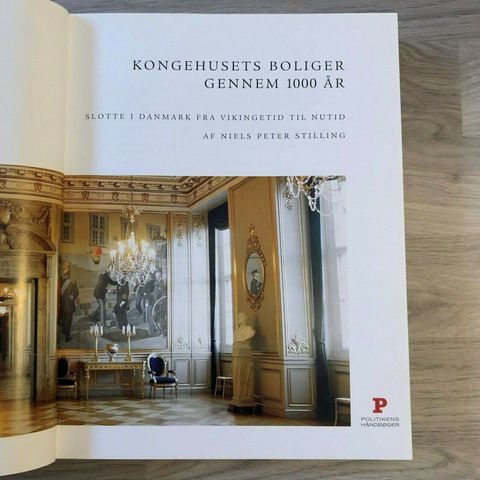 KONGEHUSETS BOLIGER
GENNEM 1000 ÅR
SLOTTE I DANMARK FRA VIKINGETID TIL NUTID
AF NIELS PETER STILLING
P
POLITIKENS
HÅNDBØGER